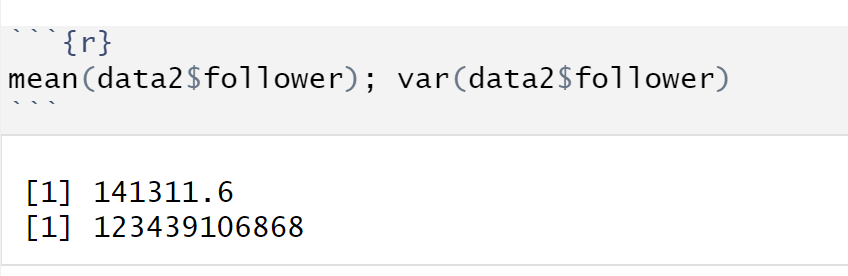 ```{r}
mean(data2$follower); var(data2$follower)
```
[1] 141311.6
[1] 123439106868